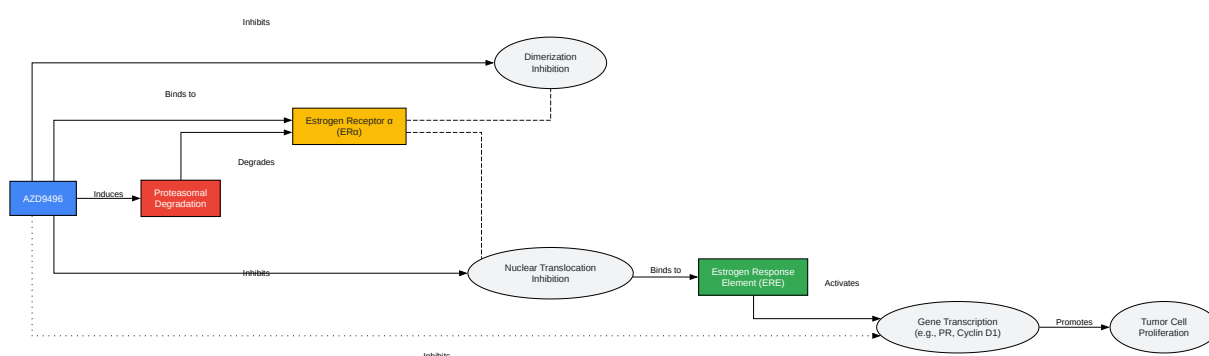 Inhibits
Dimerization
Inhibition
Binds to
Estrogen Receptor α
(ERα)
Degrades
AZD9496
Induces
Proteasomal
Degradation
Inhibits
Nuclear Translocation
Inhibition
Binds to
Estrogen Response
Element (ERE)
Activates
Gene Transcription
(e.g., PR, Cyclin D1)
Promotes
Tumor Cell
Proliferation
Inhibits